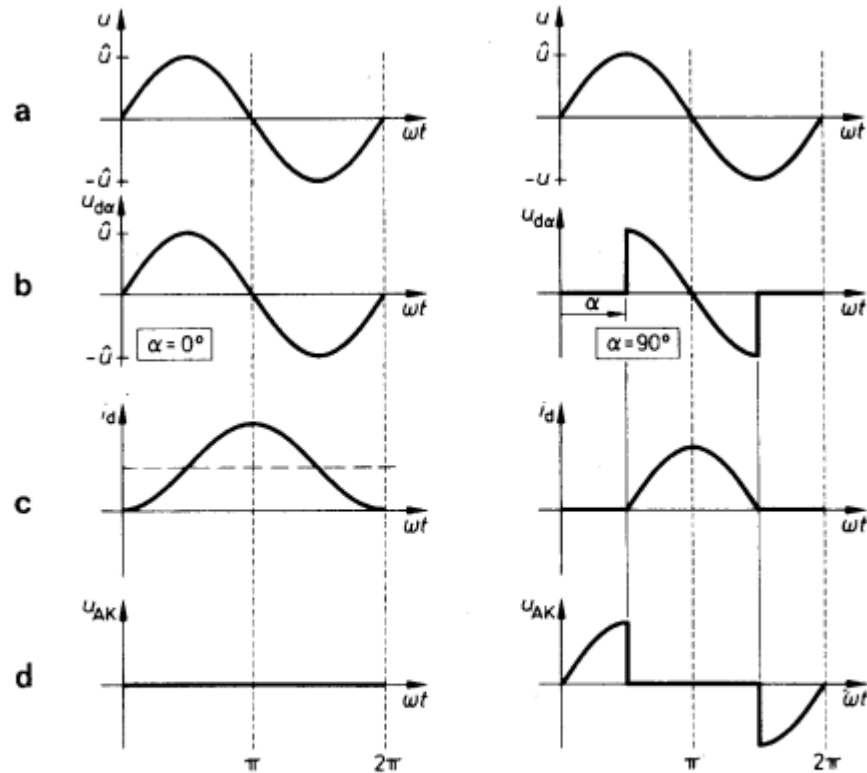 u u
û û
a
ωt ωt
-û -u
u_dα u_dα
û
b
ωt ωt
α
α = 0° α = 90°
-û
i_d i_d
c
ωt ωt
u_AK u_AK
d
ωt ωt
π 2π π 2π